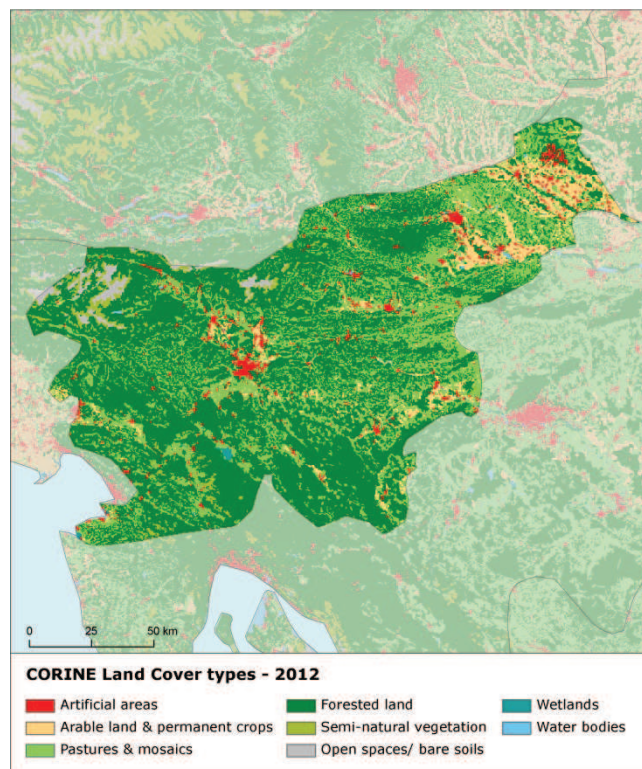 0 25 50 km
CORINE Land Cover types - 2012
Artificial areas Forested land Wetlands
Arable land & permanent crops Semi-natural vegetation Water bodies
Pastures & mosaics Open spaces/ bare soils